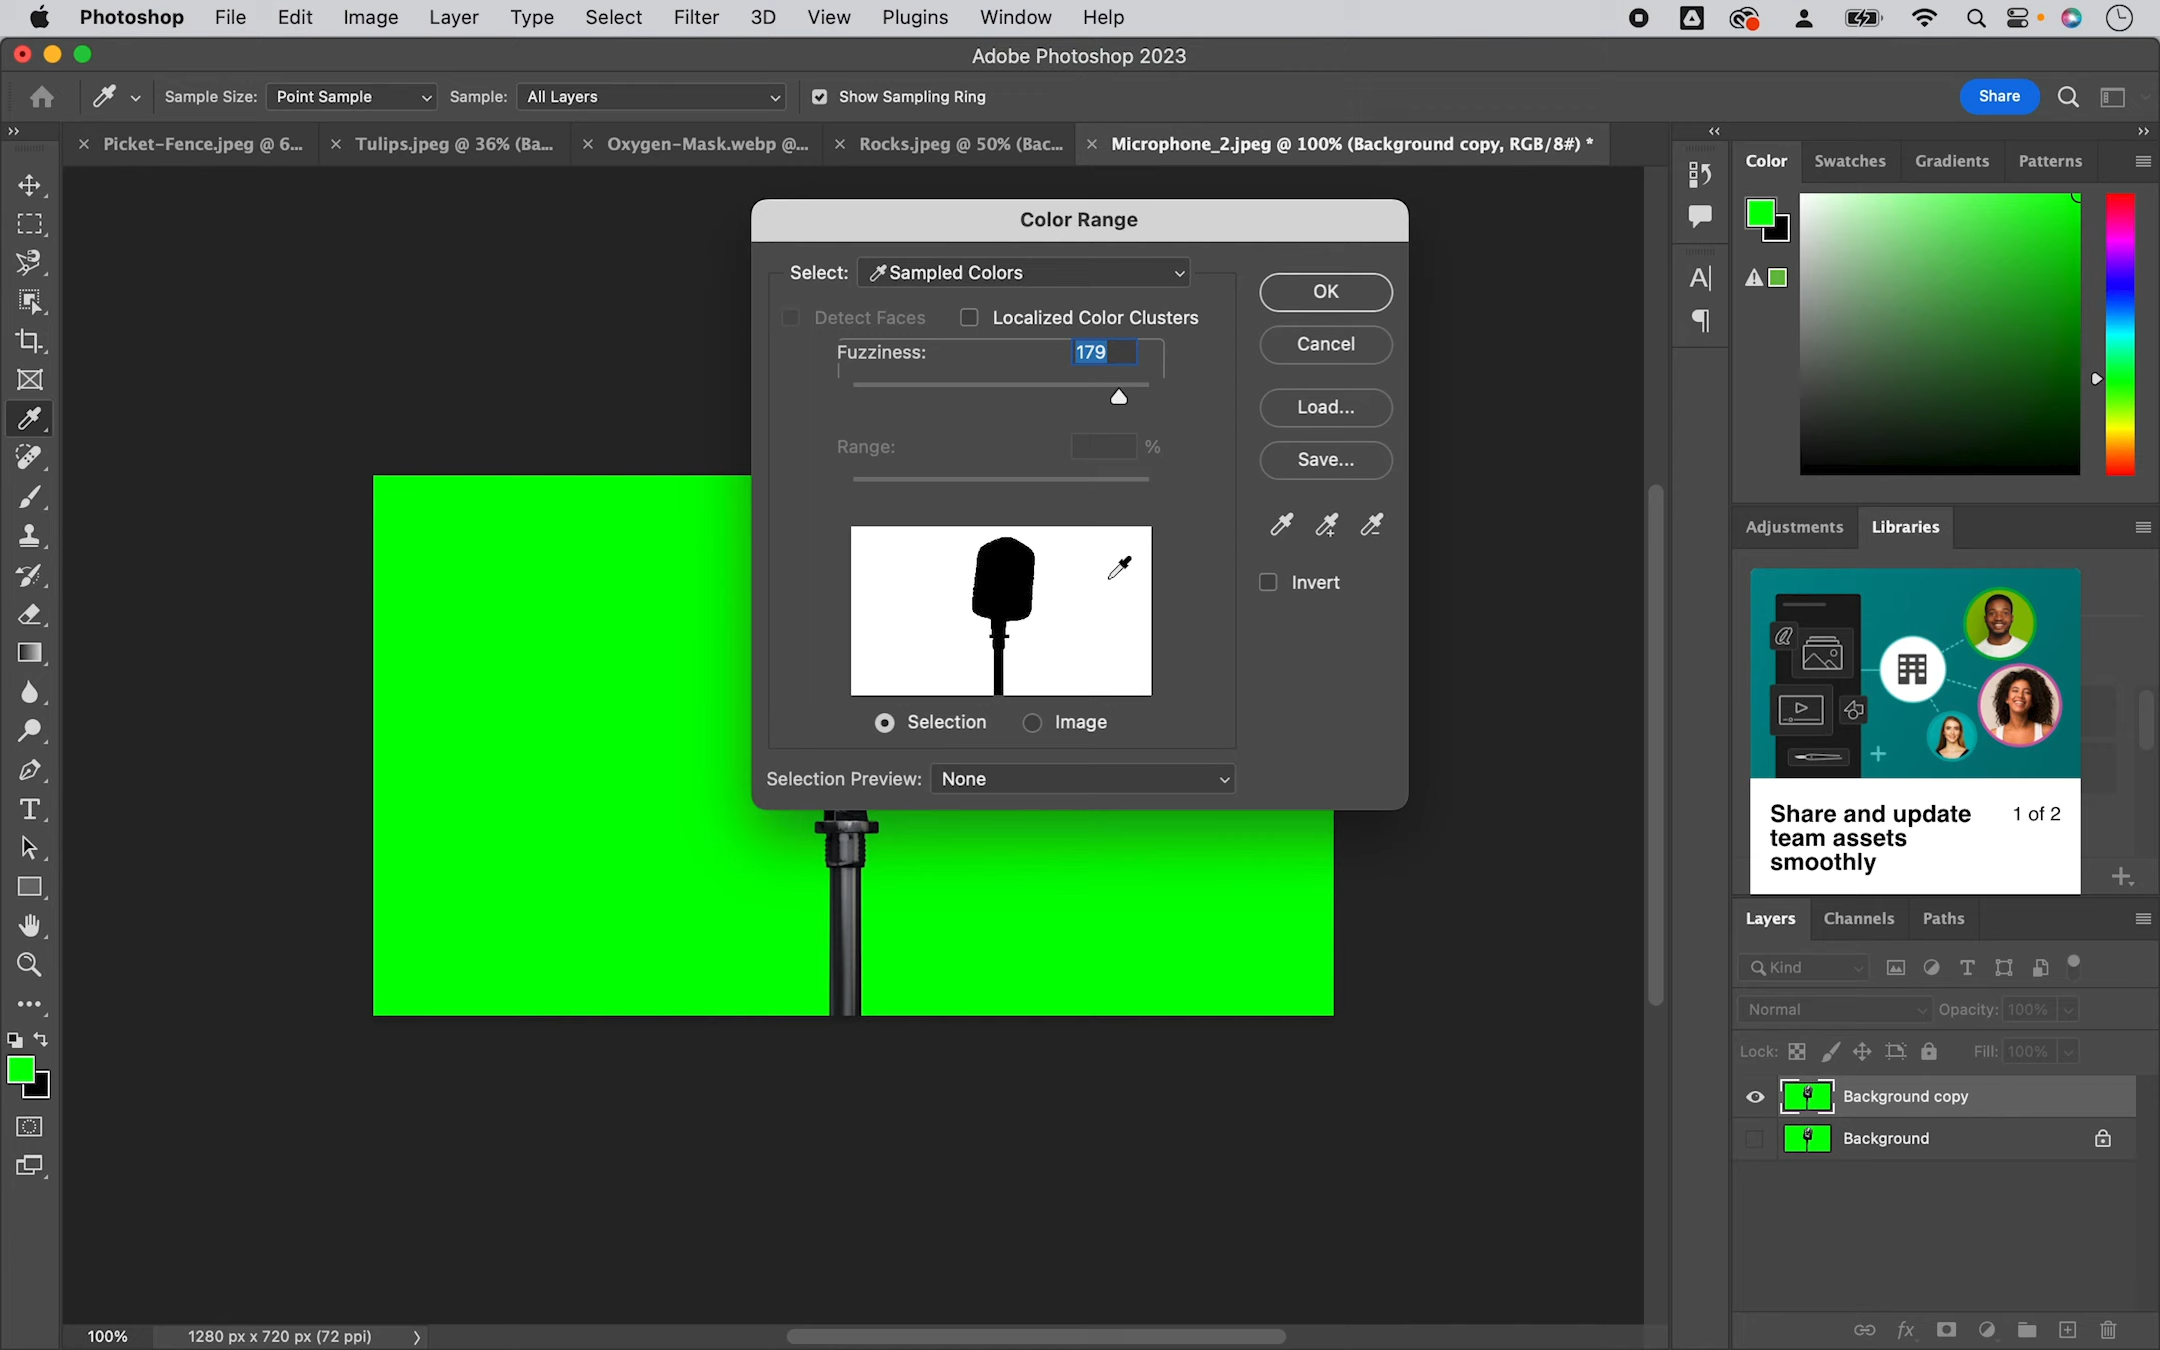 Photoshop File Edit Image Layer Type Select Filter 3D View Plugins Window Help
Adobe Photoshop 2023
Sample Size: Point Sample Sample: All Layers Show Sampling Ring Share
Picket-Fence.jpeg @ 6... Tulips.jpeg @ 36% (Ba... Oxygen-Mask.webp @... Rocks.jpeg @ 50% (Bac... Microphone_2.jpeg @ 100% (Background copy, RGB/8#) *
Color Swatches Gradients Patterns
Color Range
Select: Sampled Colors
Detect Faces Localized Color Clusters
Fuzziness: 179
Range: %
Selection Image
Selection Preview: None
OK
Cancel
Load...
Save...
Invert
Adjustments Libraries
Share and update 1 of 2
team assets
smoothly
Layers Channels Paths
Kind
Normal Opacity: 100%
Lock: Fill: 100%
Background copy
Background
100% 1280 px x 720 px (72 ppi)